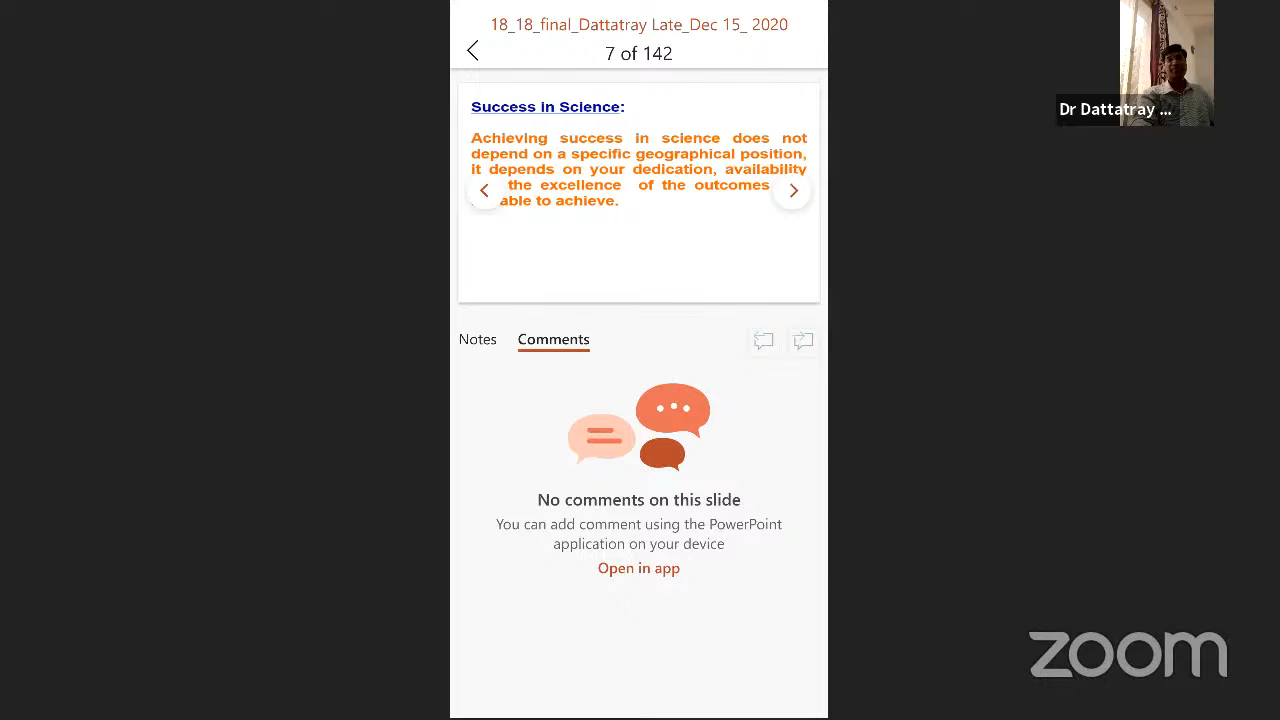 18_18_final_Dattatray Late_Dec 15_ 2020
7 of 142
Success in Science:
Achieving success in science does not
depend on a specific geographical position,
it depends on your dedication, availability
the excellence of the outcomes
able to achieve.
Notes
Comments
No comments on this slide
You can add comment using the PowerPoint
application on your device
Open in app
Dr Dattatray ...
zoom